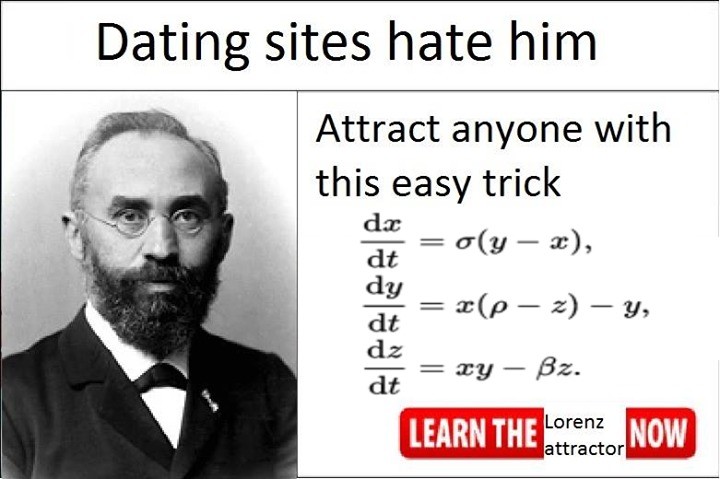 Dating sites hate him
Attract anyone with
this easy trick
dx/dt = σ(y − x),
dy/dt = x(ρ − z) − y,
dz/dt = xy − βz.
LEARN THE Lorenz attractor NOW